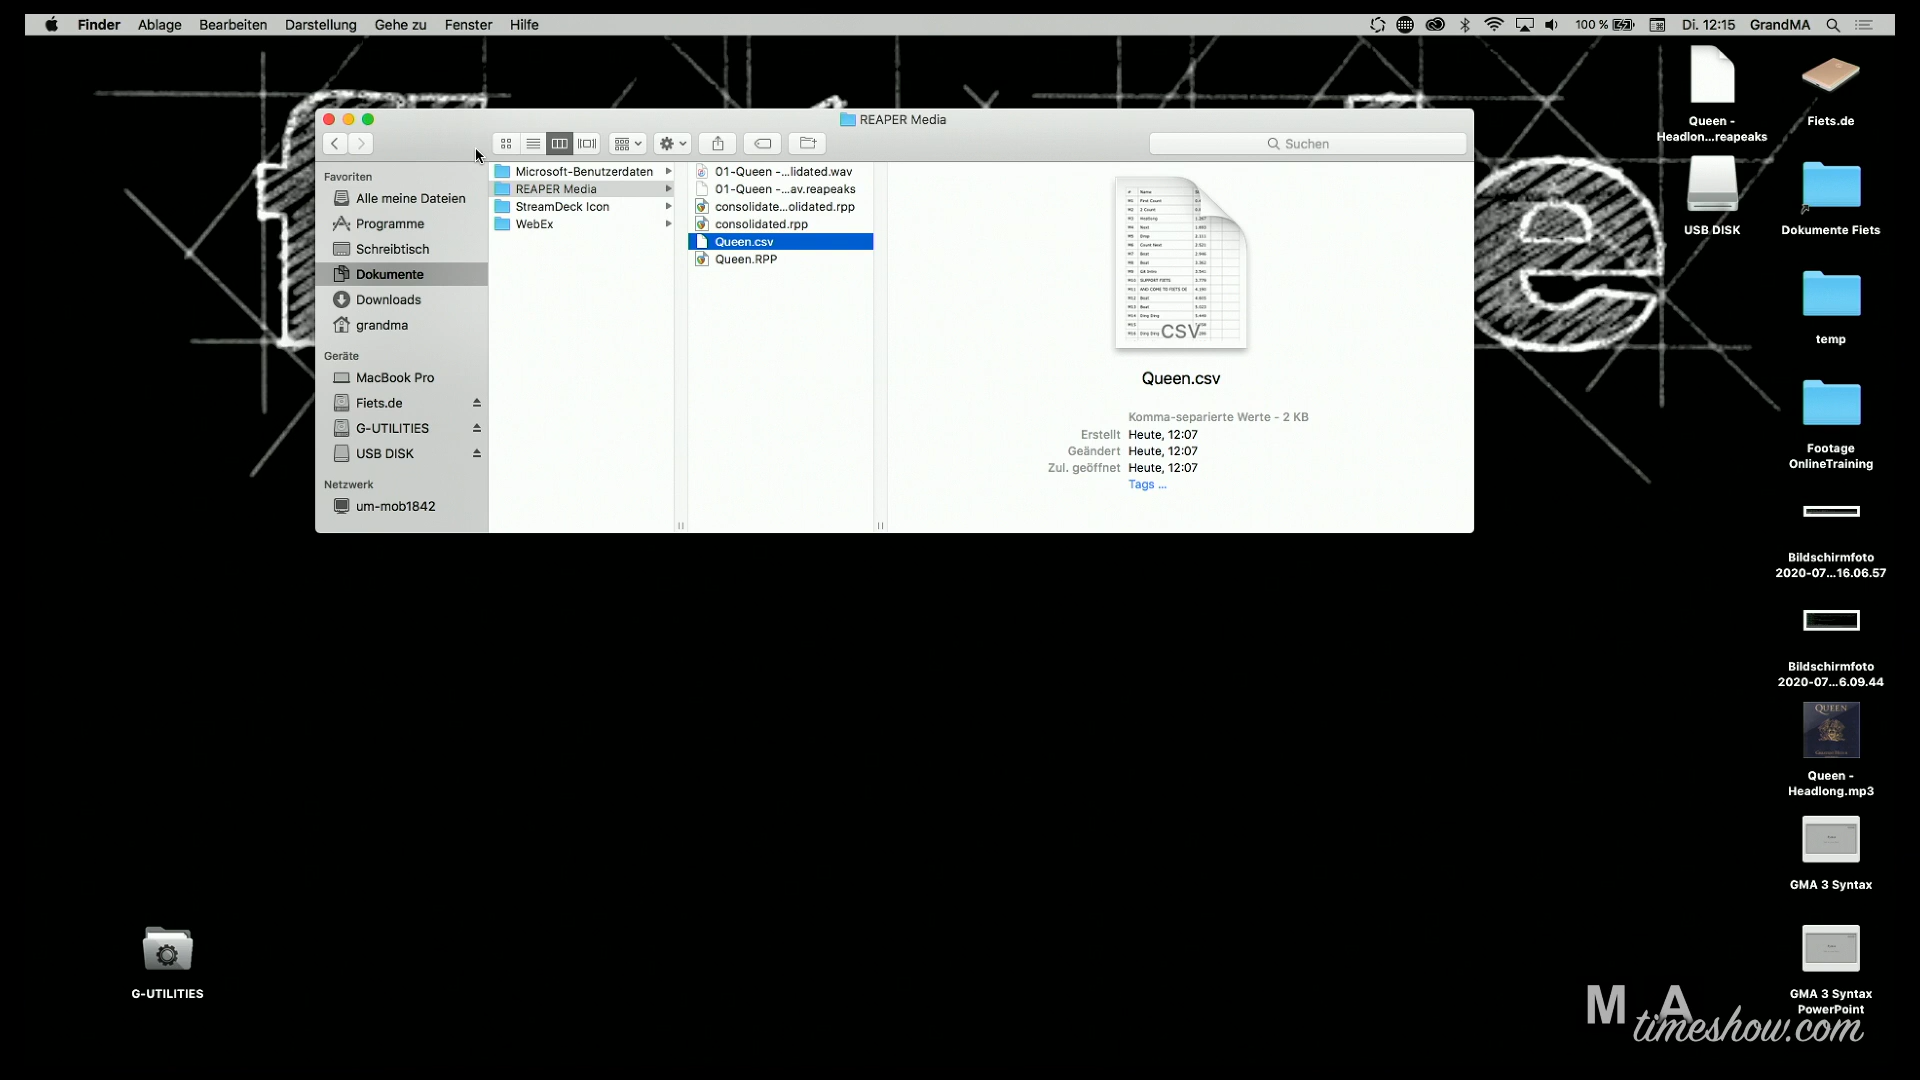 Finder Ablage Bearbeiten Darstellung Gehe zu Fenster Hilfe
100 % Di. 12:15 GrandMA
REAPER Media
Suchen
Favoriten
Alle meine Dateien
Programme
Schreibtisch
Dokumente
Downloads
grandma
Geräte
MacBook Pro
Fiets.de
G-UTILITIES
USB DISK
Netzwerk
um-mob1842
Microsoft-Benutzerdaten
REAPER Media
StreamDeck Icon
WebEx
01-Queen -...lidated.wav
01-Queen -...av.reapeaks
consolidate...olidated.rpp
consolidated.rpp
Queen.csv
Queen.RPP
CSV
Queen.csv
Komma-separierte Werte - 2 KB
Erstellt Heute, 12:07
Geändert Heute, 12:07
Zul. geöffnet Heute, 12:07
Tags ...
Queen -
Headlon...reapeaks
Fiets.de
USB DISK
Dokumente Fiets
temp
Footage
OnlineTraining
Bildschirmfoto
2020-07...16.06.57
Bildschirmfoto
2020-07...6.09.44
QUEEN
Queen -
Headlong.mp3
GMA 3 Syntax
GMA 3 Syntax
PowerPoint
G-UTILITIES
M A
timeshow.com